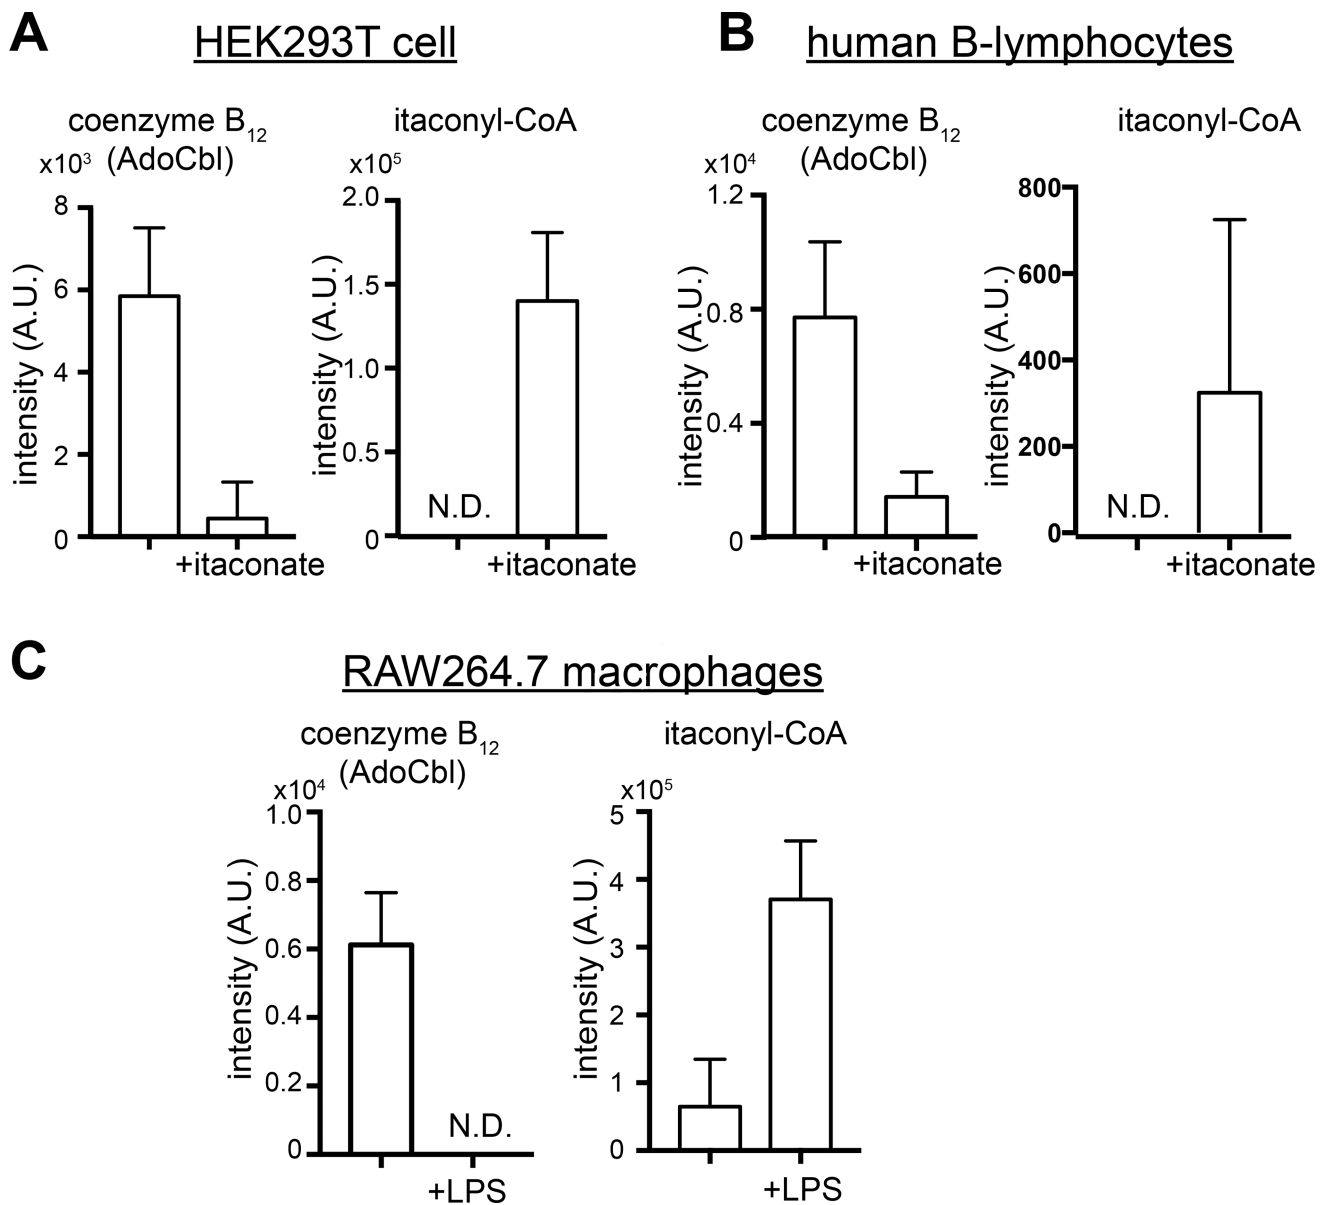 A
HEK293T cell
coenzyme B12
(AdoCbl)
x10³
8
6
4
2
0
intensity (A.U.)
+itaconate
itaconyl-CoA
x10⁵
2.0
1.5
1.0
0.5
0
intensity (A.U.)
N.D.
+itaconate
B
human B-lymphocytes
coenzyme B12
(AdoCbl)
x10⁴
1.2
0.8
0.4
0
intensity (A.U.)
+itaconate
itaconyl-CoA
800
600
400
200
0
intensity (A.U.)
N.D.
+itaconate
C
RAW264.7 macrophages
coenzyme B12
(AdoCbl)
x10⁴
1.0
0.8
0.6
0.4
0.2
0
intensity (A.U.)
N.D.
+LPS
itaconyl-CoA
x10⁵
5
4
3
2
1
0
intensity (A.U.)
+LPS